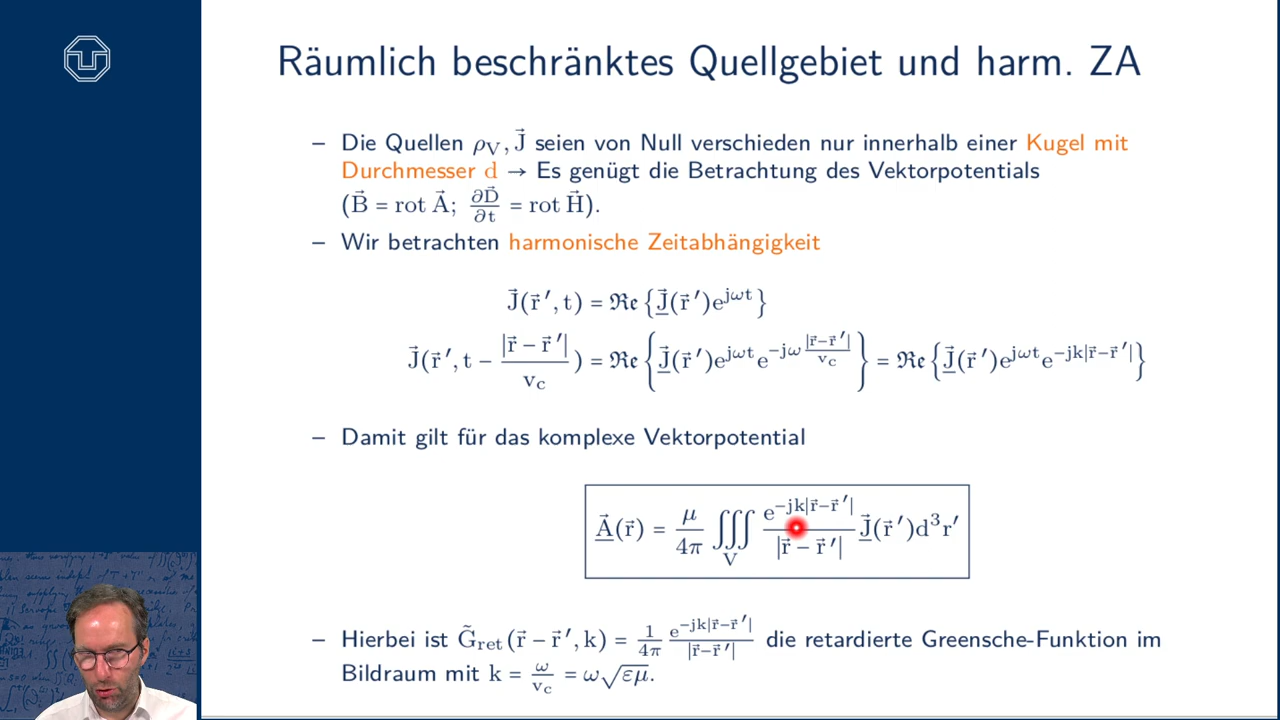 Räumlich beschränktes Quellgebiet und harm. ZA
– Die Quellen ρ_V, J⃗ seien von Null verschieden nur innerhalb einer Kugel mit
Durchmesser d → Es genügt die Betrachtung des Vektorpotentials
(B⃗ = rot A⃗; ∂D⃗/∂t = rot H⃗).
– Wir betrachten harmonische Zeitabhängigkeit
J⃗(r⃗ ′, t) = ℜe {J̲⃗(r⃗ ′)e^{jωt}}
J⃗(r⃗ ′, t − |r⃗ − r⃗ ′|/v_c) = ℜe {J̲⃗(r⃗ ′)e^{jωt}e^{−jω|r⃗−r⃗ ′|/v_c}} = ℜe {J̲⃗(r⃗ ′)e^{jωt}e^{−jk|r⃗−r⃗ ′|}}
– Damit gilt für das komplexe Vektorpotential
A̲⃗(r⃗) = μ/4π ∭_V e^{−jk|r⃗−r⃗ ′|}/|r⃗ − r⃗ ′| J̲⃗(r⃗ ′)d³r′
– Hierbei ist G̃_ret(r⃗ − r⃗ ′, k) = 1/4π e^{−jk|r⃗−r⃗ ′|}/|r⃗−r⃗ ′| die retardierte Greensche-Funktion im
Bildraum mit k = ω/v_c = ω√εμ.